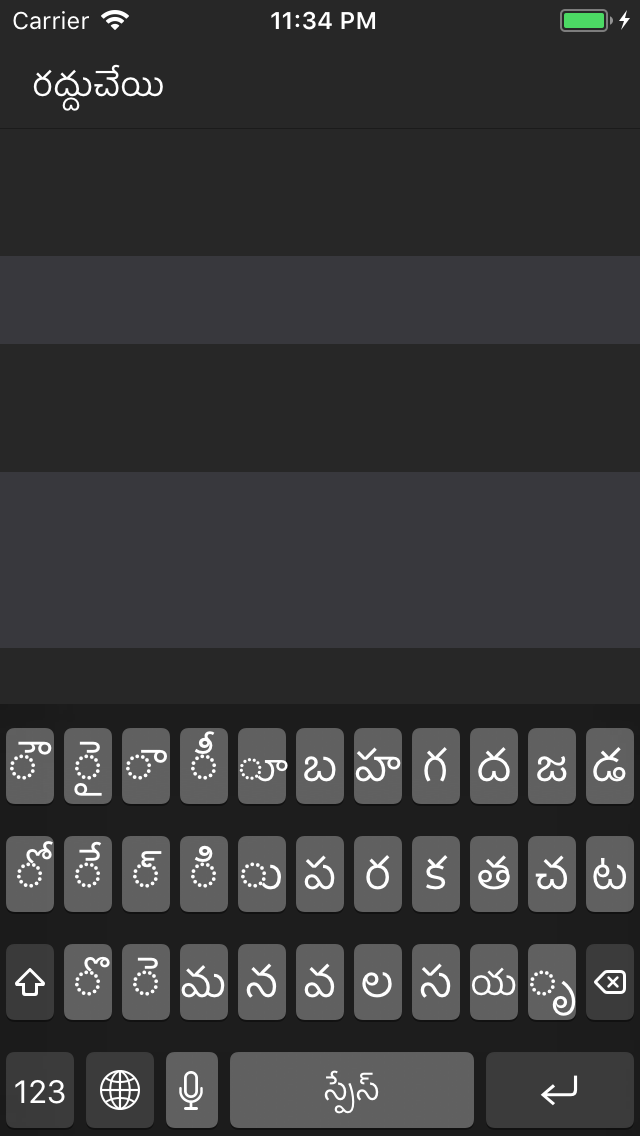 Carrier 11:34 PM
రద్దుచేయి
ౌ ై ా ీ ూ బ హ గ ద జ డ
ో ే ్ ి ు ప ర క త చ ట
ొ ె మ న వ ల స య ృ
123 స్పేస్